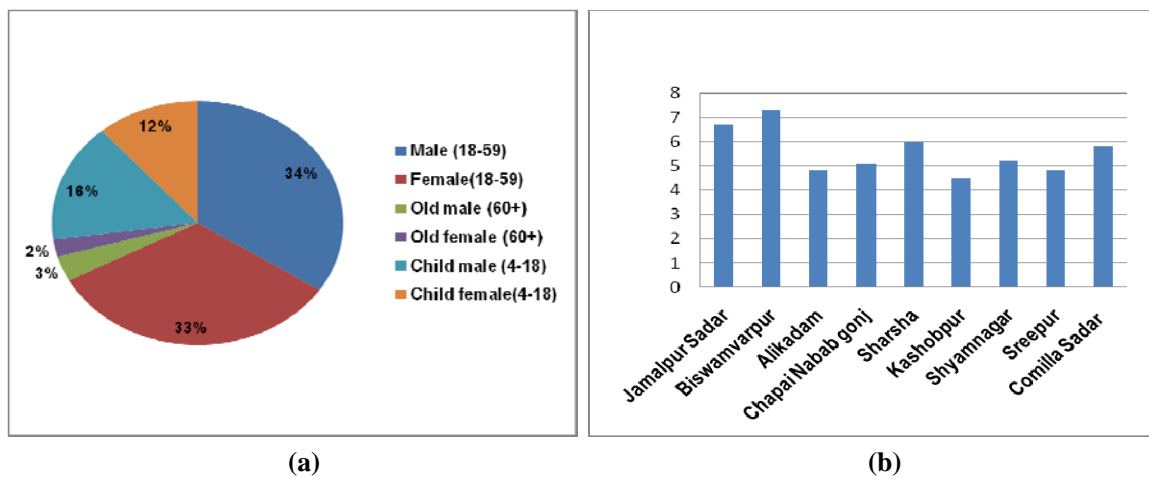 12%
34%
16%
2%
3%
33%
Male (18-59)
Female(18-59)
Old male (60+)
Old female (60+)
Child male (4-18)
Child female(4-18)
(a)
8
7
6
5
4
3
2
1
0
Jamalpur Sadar
Biswamvarpur
Alikadam
Chapai Nabab gonj
Sharsha
Kashobpur
Shyamnagar
Sreepur
Comilla Sadar
(b)